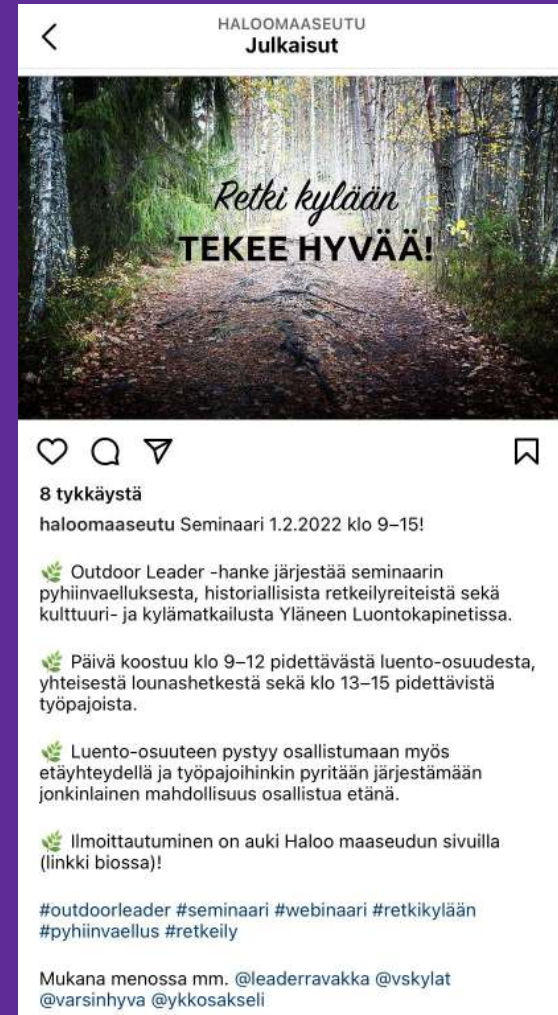 HALOOMAASEUTU
Julkaisut
Retki kylään
TEKEE HYVÄÄ!
8 tykkäystä
haloomaaseutu Seminaari 1.2.2022 klo 9–15!
🌿 Outdoor Leader -hanke järjestää seminaarin
pyhiinvaelluksesta, historiallisista retkeilyreiteistä sekä
kulttuuri- ja kylämatkailusta Yläneen Luontokapinetissa.
🌿 Päivä koostuu klo 9–12 pidettävästä luento-osuudesta,
yhteisestä lounashetkestä sekä klo 13–15 pidettävistä
työpajoista.
🌿 Luento-osuuteen pystyy osallistumaan myös
etäyhteydellä ja työpajoihinkin pyritään järjestämään
jonkinlainen mahdollisuus osallistua etänä.
🌿 Ilmoittautuminen on auki Haloo maaseudun sivuilla
(linkki biossa)!
#outdoorleader #seminaari #webinaari #retkikylään
#pyhiinvaellus #retkeily
Mukana menossa mm. @leaderravakka @vskylat
@varsinhyva @ykkosakseli